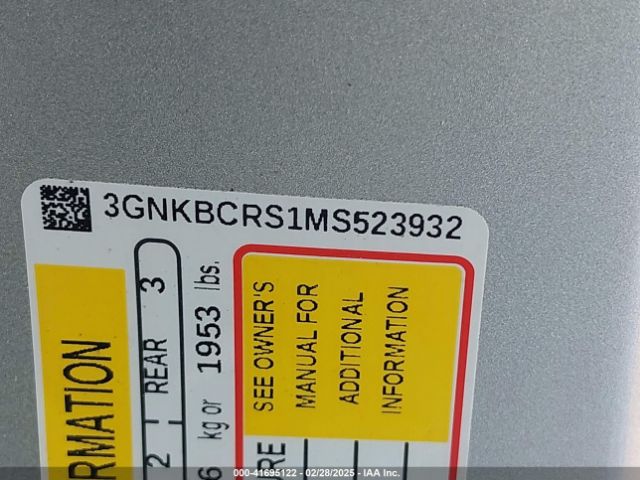 3GNKBCRS1MS523932
RMATION
2 | REAR 3
6 kg or 1953 lbs.
SEE OWNER'S
MANUAL FOR
ADDITIONAL
INFORMATION
RE
000-41695122 - 02/28/2025 - IAA Inc.